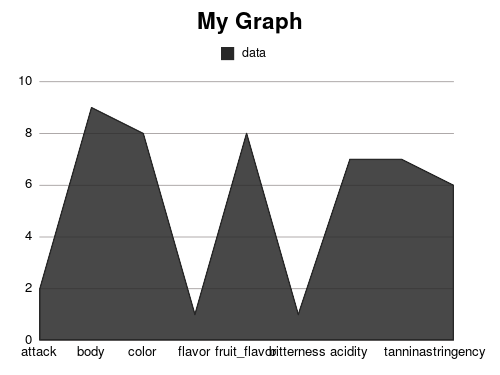 My Graph
data
10
8
6
4
2
0
attack body color flavor fruit_flavor bitterness acidity tannin astringency